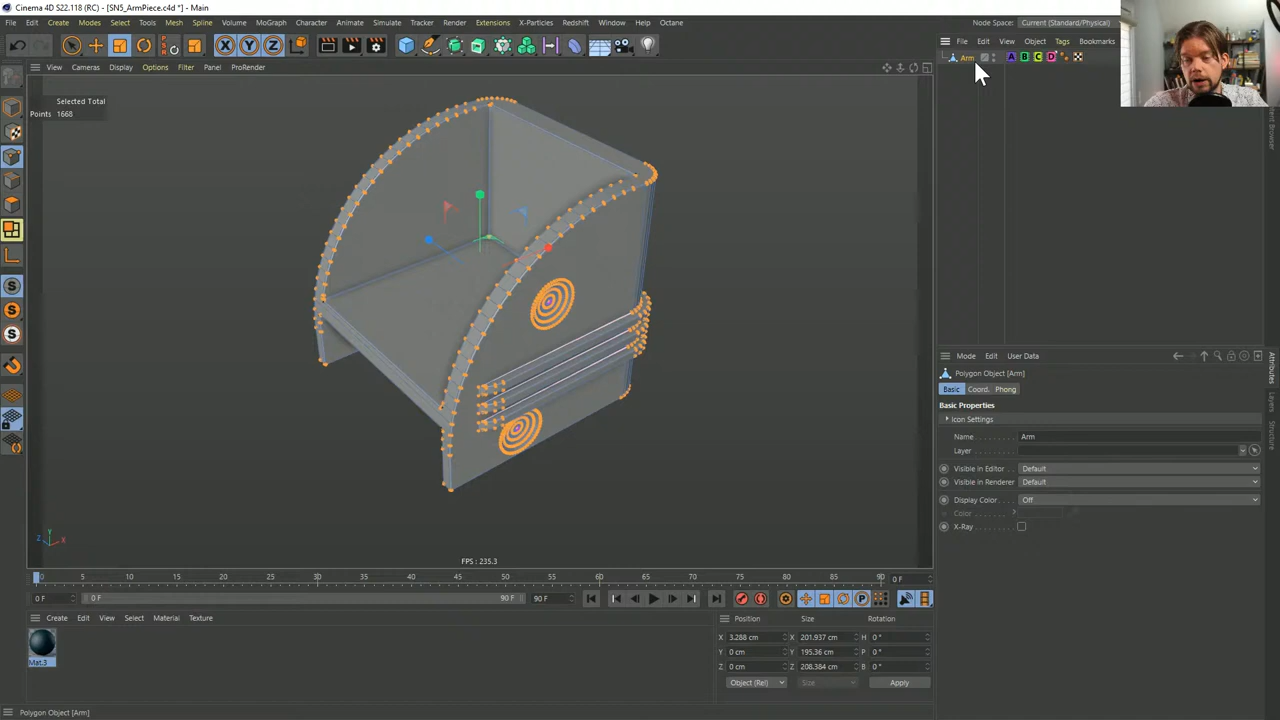 Cinema 4D S22.118 (RC) - [SN5_ArmPiece.c4d *] - Main
File Edit Create Modes Select Tools Mesh Spline Volume MoGraph Character Animate Simulate Tracker Render Extensions X-Particles Redshift Window Help Octane
Node Space: Current (Standard/Physical)
File Edit View Object Tags Bookmarks
X Y Z
View Cameras Display Options Filter Panel ProRender
Arm
A B C D
Selected Total
Points 1668
Y
Z X
FPS : 235.3
Mode Edit User Data
Polygon Object [Arm]
Basic Coord. Phong
Basic Properties
Icon Settings
Name Arm
Layer
Visible in Editor Default
Visible in Renderer Default
Display Color Off
Color
X-Ray
Attributes
Layers
Structure
0 5 10 15 20 25 30 35 40 45 50 55 60 65 70 75 80 85 90 0 F
0 F 0 F 90 F 90 F
Create Edit View Select Material Texture
Mat.3
Position Size Rotation
X 3.288 cm X 201.937 cm H 0 °
Y 0 cm Y 195.36 cm P 0 °
Z 0 cm Z 208.384 cm B 0 °
Object (Rel) Size Apply
Polygon Object [Arm]